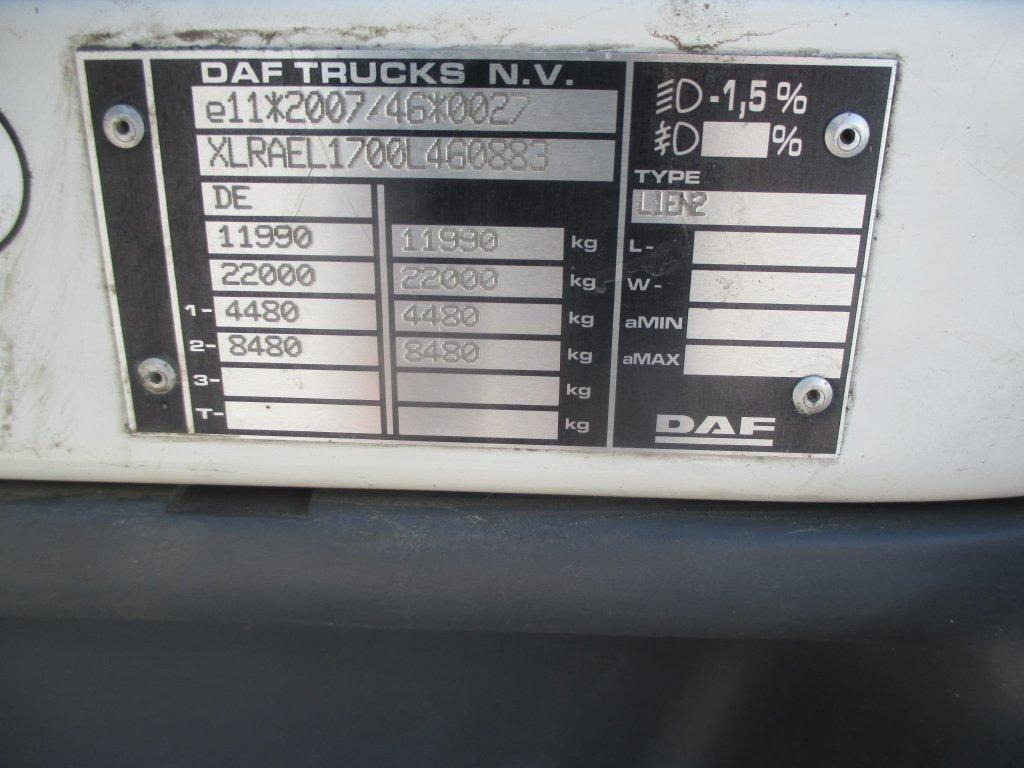 DAF TRUCKS N.V.
e11*2007/46*0027
XLRAEL1700L460883
DE
11990 11990 kg
22000 22000 kg
1- 4480 4480 kg
2- 8480 8480 kg
3- kg
T- kg
-1,5%
%
TYPE
L1EN2
L-
W-
aMIN
aMAX
DAF